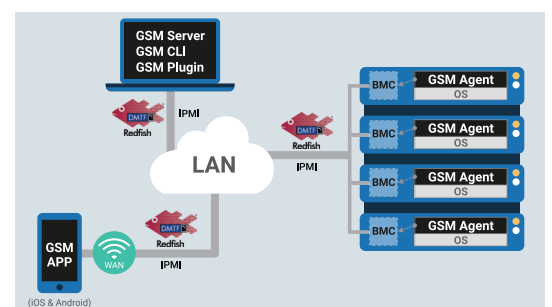 GSM Server
GSM CLI
GSM Plugin
DMTF
Redfish
IPMI
LAN
DMTF
Redfish
IPMI
BMC
GSM Agent
OS
BMC
GSM Agent
OS
BMC
GSM Agent
OS
BMC
GSM Agent
OS
GSM
APP
WAN
DMTF
Redfish
IPMI
(iOS & Android)